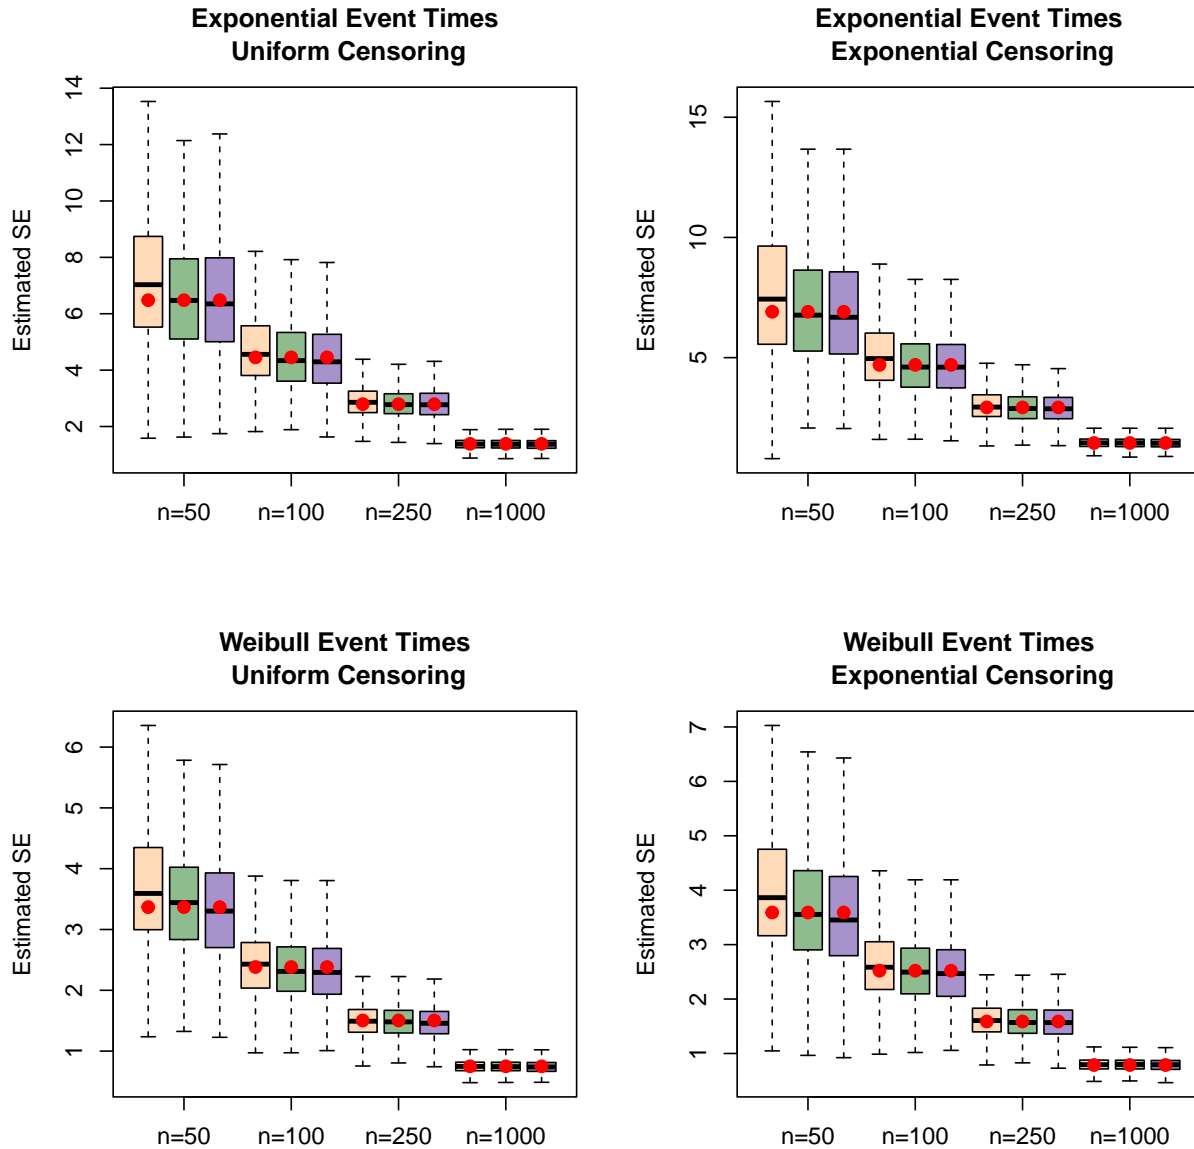 Exponential Event Times
Uniform Censoring
Estimated SE
14
12
10
8
6
4
2
n=50
n=100
n=250
n=1000
Exponential Event Times
Exponential Censoring
Estimated SE
15
10
5
n=50
n=100
n=250
n=1000
Weibull Event Times
Uniform Censoring
Estimated SE
6
5
4
3
2
1
n=50
n=100
n=250
n=1000
Weibull Event Times
Exponential Censoring
Estimated SE
7
6
5
4
3
2
1
n=50
n=100
n=250
n=1000